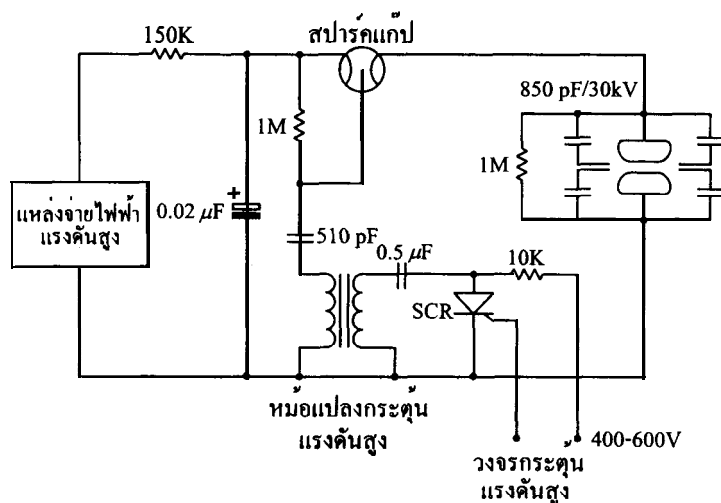 สปาร์คแก๊ป
150K
850 pF/30kV
1M
1M
แหล่งจ่ายไฟฟ้า
แรงดันสูง
+
0.02 μF
510 pF
0.5 μF
10K
SCR
หม้อแปลงกระตุ้น
แรงดันสูง
400-600V
วงจรกระตุ้น
แรงดันสูง